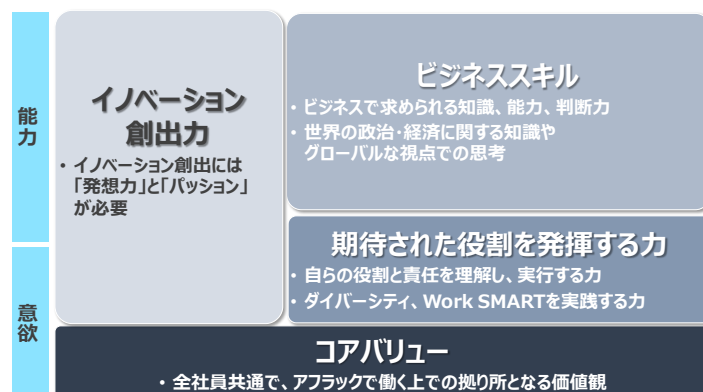 能力
イノベーション
創出力
・イノベーション創出には
「発想力」と「パッション」
が必要
ビジネススキル
・ビジネスで求められる知識、能力、判断力
・世界の政治・経済に関する知識や
グローバルな視点での思考
意欲
期待された役割を発揮する力
・自らの役割と責任を理解し、実行する力
・ダイバーシティ、Work SMARTを実践する力
コアバリュー
・全社員共通で、アフラックで働く上での拠り所となる価値観